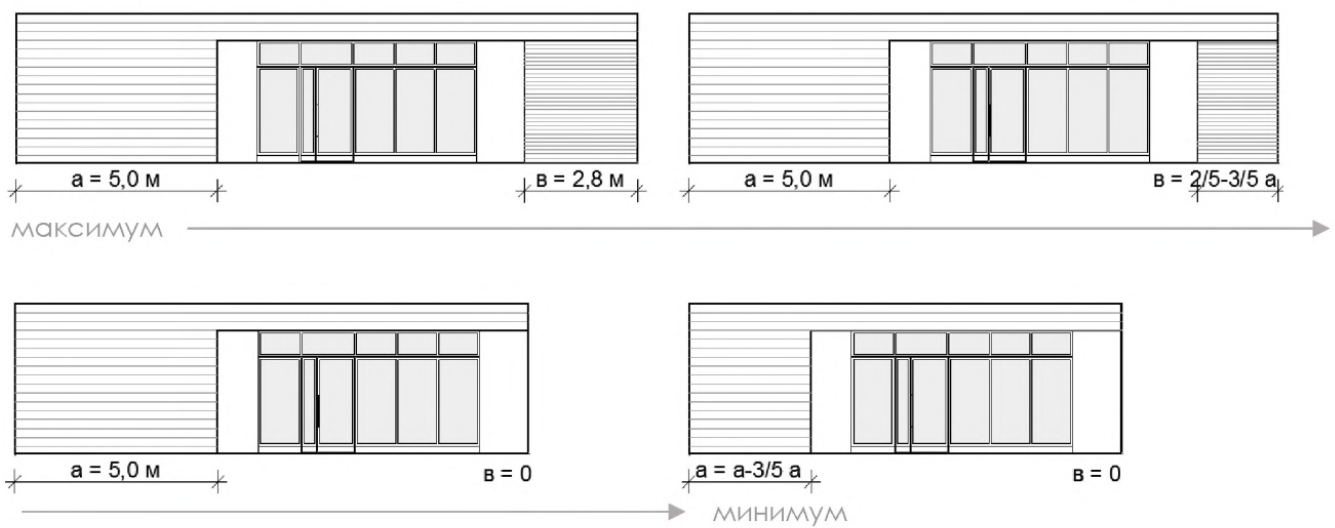 а = 5,0 м
в = 2,8 м
а = 5,0 м
в = 2/5-3/5 а
максимум
а = 5,0 м
в = 0
а = а-3/5 а
в = 0
минимум